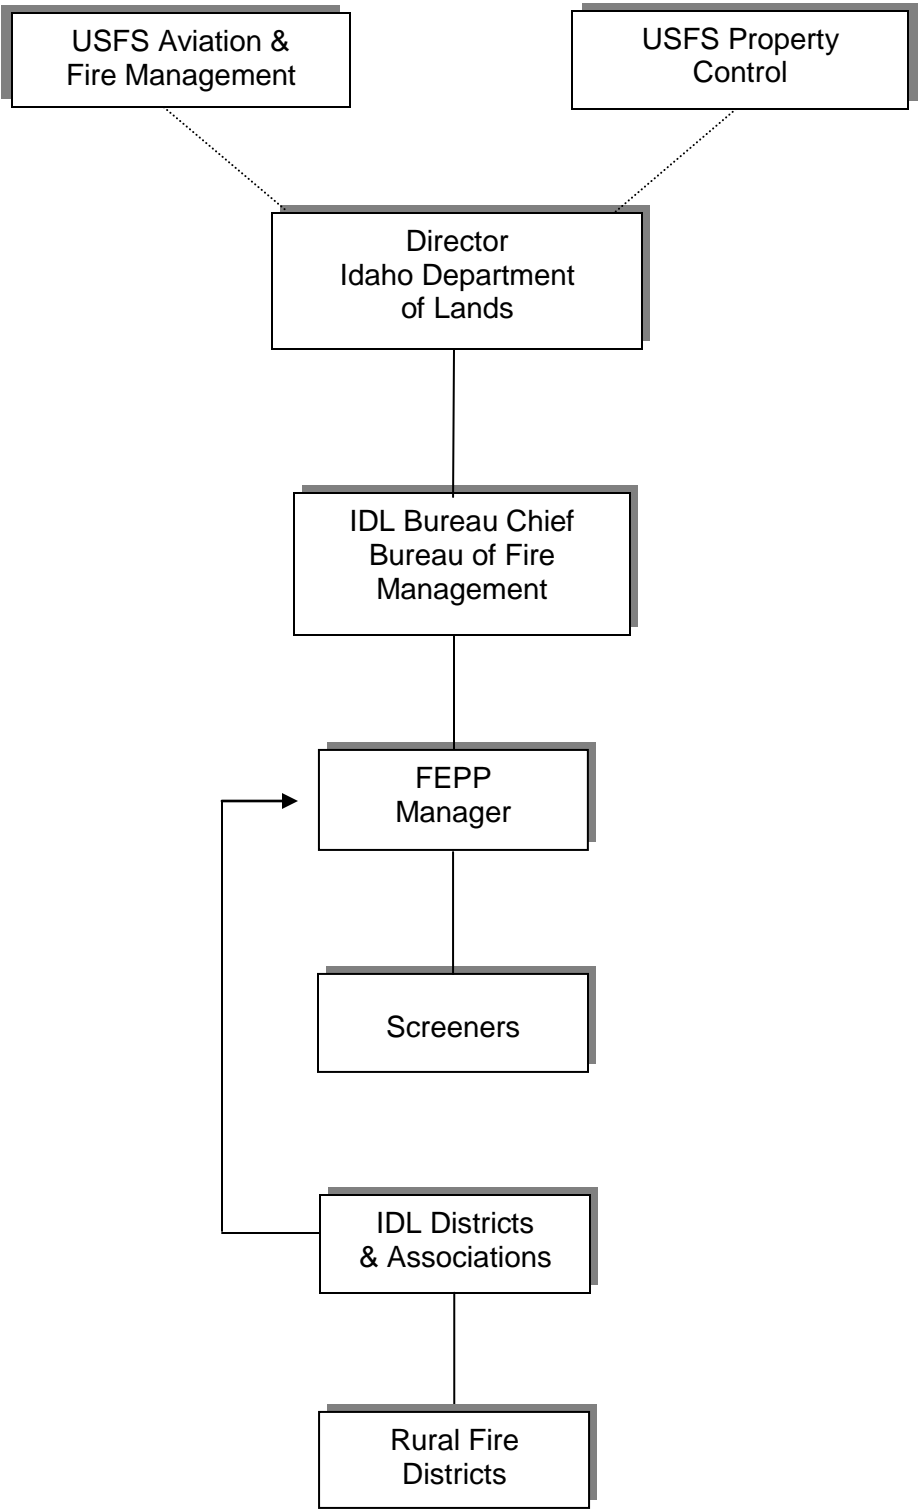 USFS Aviation &
Fire Management
USFS Property
Control
Director
Idaho Department
of Lands
IDL Bureau Chief
Bureau of Fire
Management
FEPP
Manager
Screeners
IDL Districts
& Associations
Rural Fire
Districts